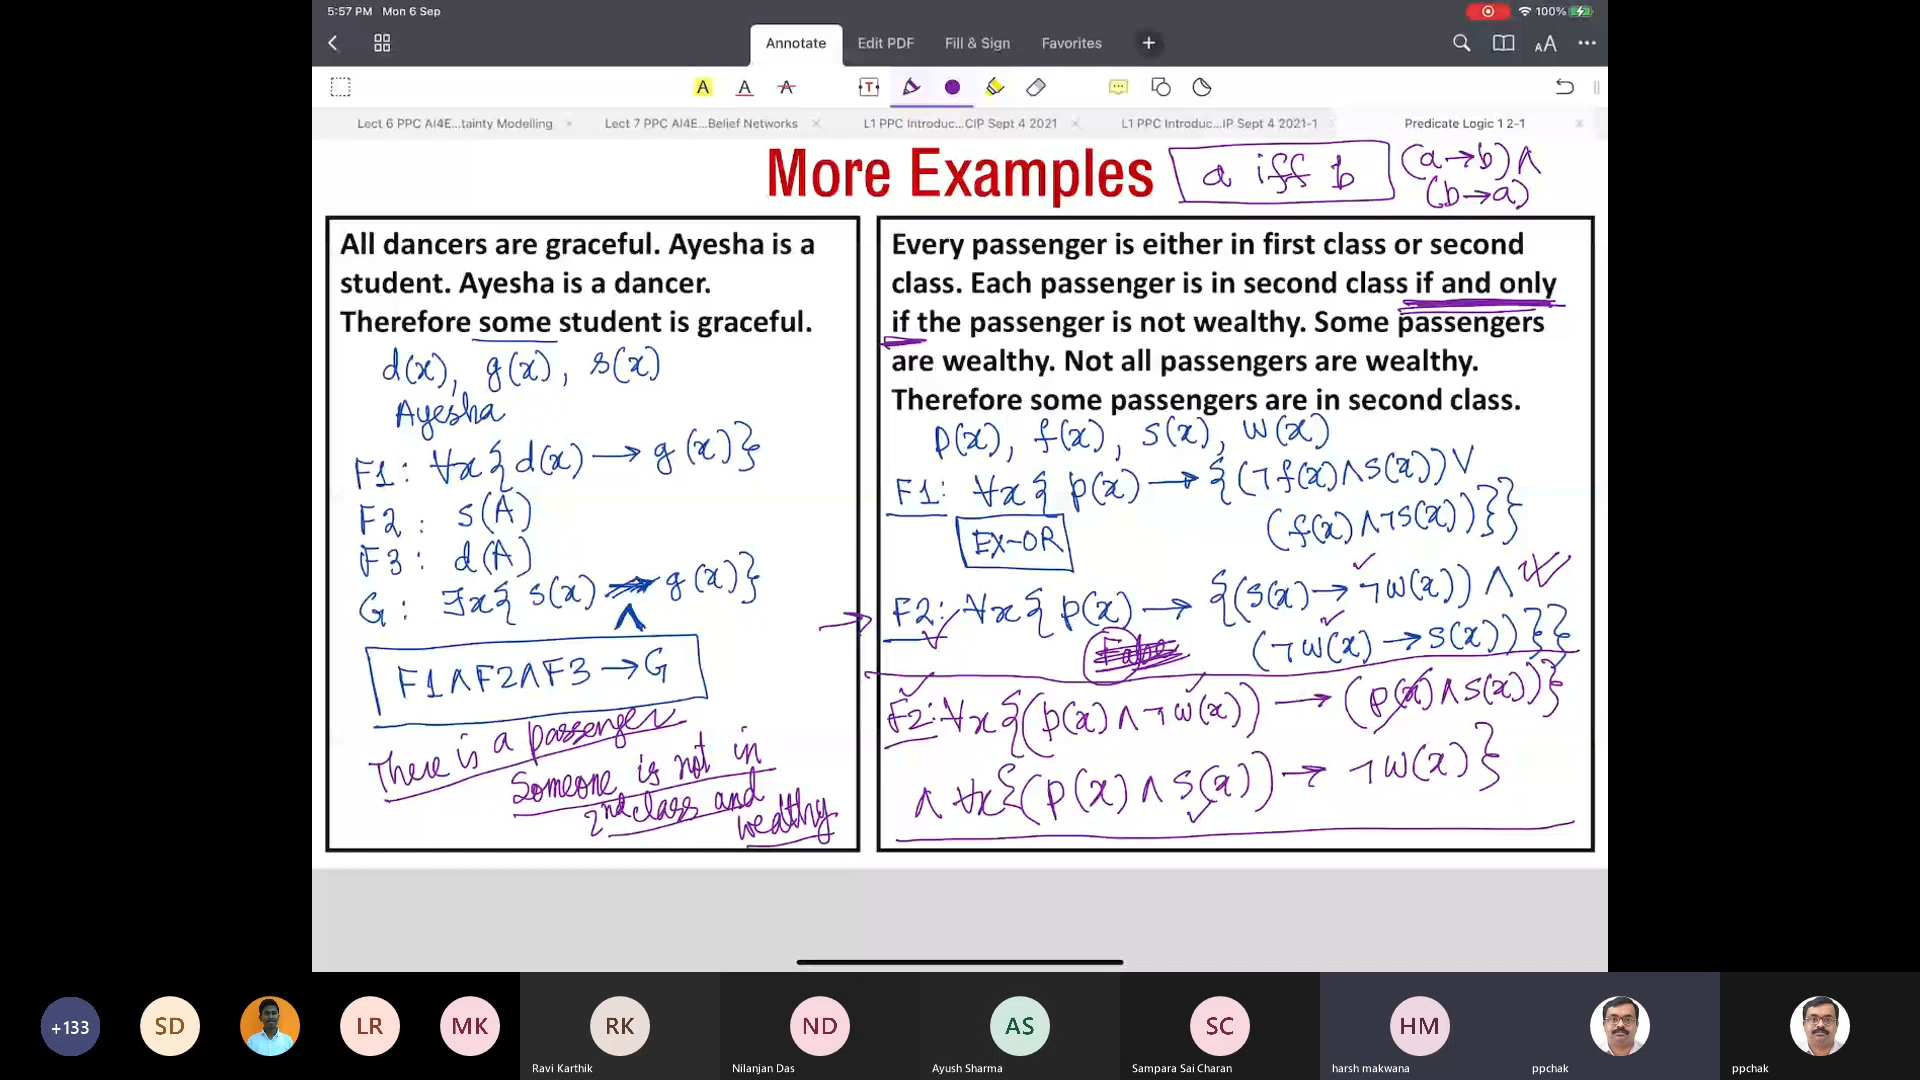 5:57 PM Mon 6 Sep
100%
Annotate Edit PDF Fill & Sign Favorites
Lect 6 PPC AI4E...tainty Modelling
Lect 7 PPC AI4E...Belief Networks
L1 PPC Introduc...CIP Sept 4 2021
L1 PPC Introduc...IP Sept 4 2021-1
Predicate Logic 1 2-1
More Examples
a iff b
(a→b)∧
(b→a)
All dancers are graceful. Ayesha is a
student. Ayesha is a dancer.
Therefore some student is graceful.
d(x), g(x), s(x)
Ayesha
F1: ∀x{d(x)→g(x)}
F2: s(A)
F3: d(A)
G: ∃x{s(x) ∧ g(x)}
F1∧F2∧F3→G
There is a passenger
Someone is not in
2nd class and
wealthy
Every passenger is either in first class or second
class. Each passenger is in second class if and only
if the passenger is not wealthy. Some passengers
are wealthy. Not all passengers are wealthy.
Therefore some passengers are in second class.
p(x), f(x), s(x), w(x)
F1: ∀x{p(x)→{(¬f(x)∧s(x))∨
(f(x)∧¬s(x))}}
EX-OR
F2: ∀x{p(x)→{(s(x)→¬w(x))∧
(¬w(x)→s(x))}}
False
F2: ∀x{(p(x)∧¬w(x))→(p(x)∧s(x))}
∧ ∀x{(p(x)∧s(x))→¬w(x)}
+133
SD
LR
MK
RK
Ravi Karthik
ND
Nilanjan Das
AS
Ayush Sharma
SC
Sampara Sai Charan
HM
harsh makwana
ppchak
ppchak